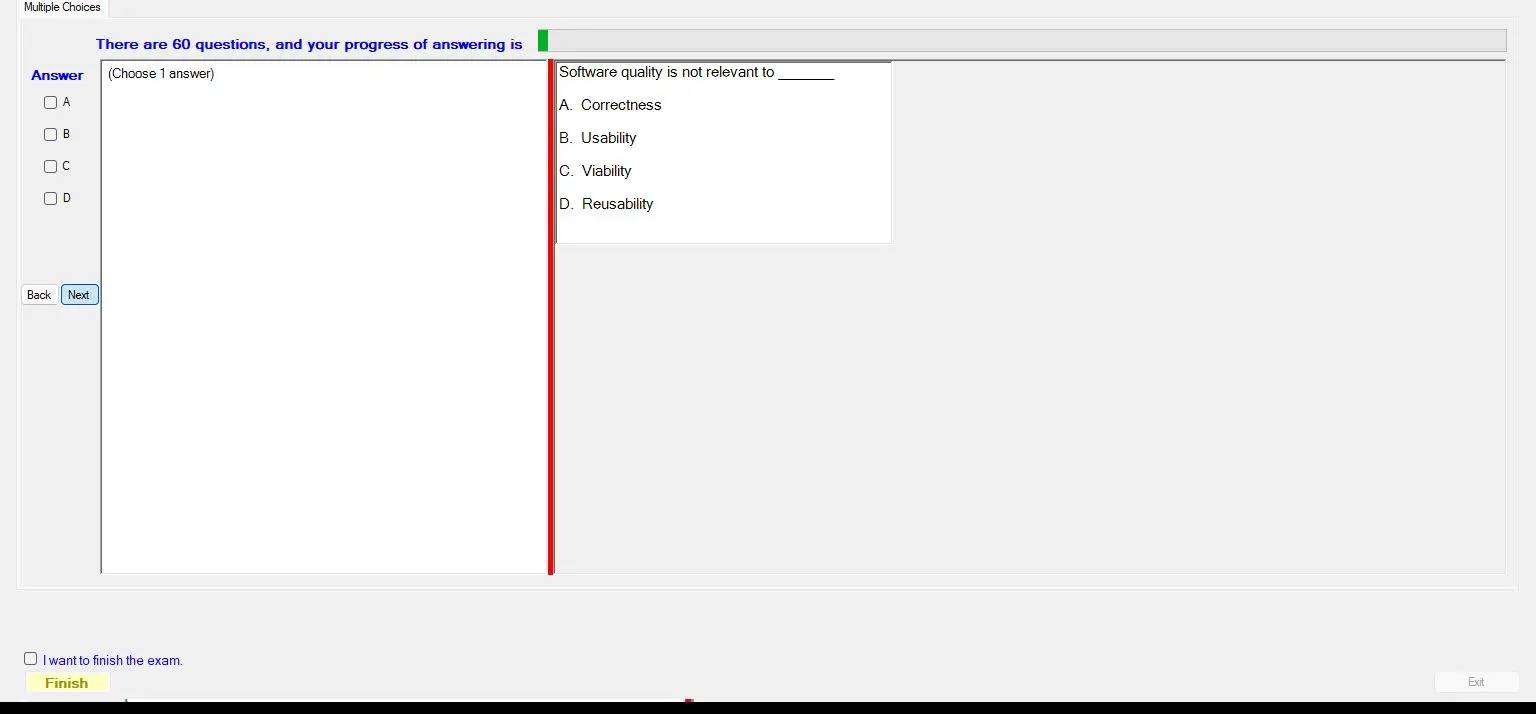 Multiple Choices
There are 60 questions, and your progress of answering is
Answer
(Choose 1 answer)
A
B
C
D
Back Next
Software quality is not relevant to _______
A. Correctness
B. Usability
C. Viability
D. Reusability
I want to finish the exam.
Finish
Exit